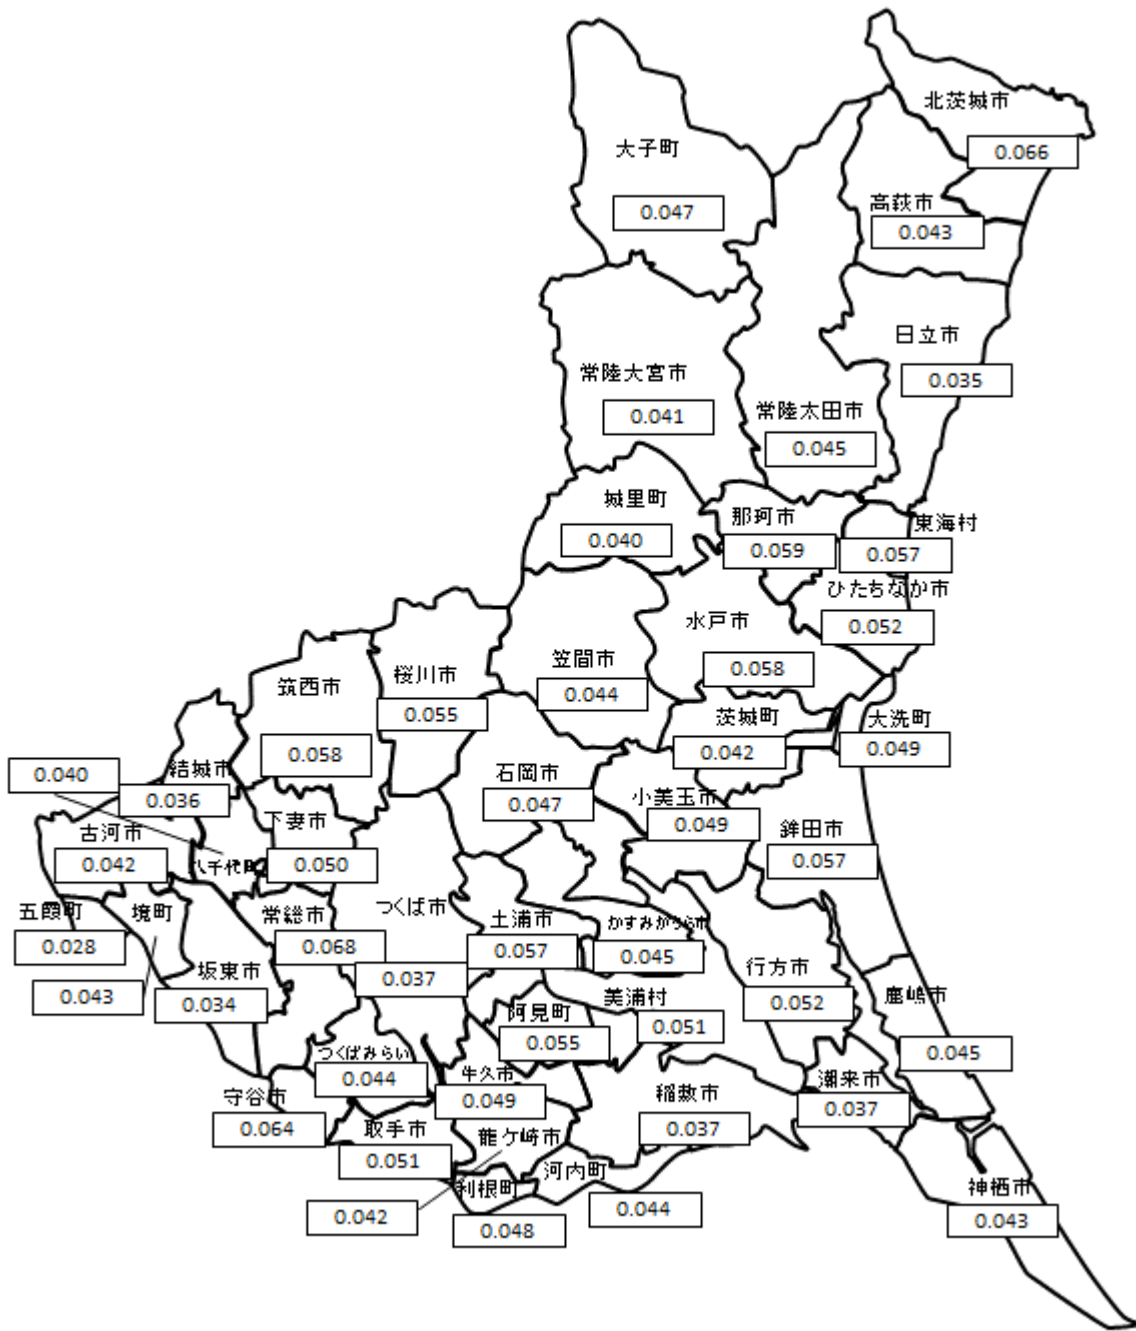 北茨城市
0.066
大子町
0.047
高萩市
0.043
日立市
0.035
常陸大宮市
0.041
常陸太田市
0.045
城里町
0.040
那珂市
0.059
東海村
0.057
ひたちなか市
0.052
水戸市
0.058
笠間市
0.044
桜川市
0.055
筑西市
0.058
茨城町
0.042
大洗町
0.049
結城市
0.036
0.040
八千代町
石岡市
0.047
小美玉市
0.049
鉾田市
0.057
下妻市
0.050
古河市
0.042
五霞町
0.028
境町
0.043
坂東市
0.034
常総市
0.068
つくば市
0.037
土浦市
0.057
かすみがうら市
0.045
行方市
0.052
鹿嶋市
0.045
美浦村
0.051
阿見町
0.055
つくばみらい
0.044
牛久市
0.049
守谷市
0.064
取手市
0.051
龍ケ崎市
0.042
稲敷市
0.037
潮来市
0.037
利根町
0.048
河内町
0.044
神栖市
0.043